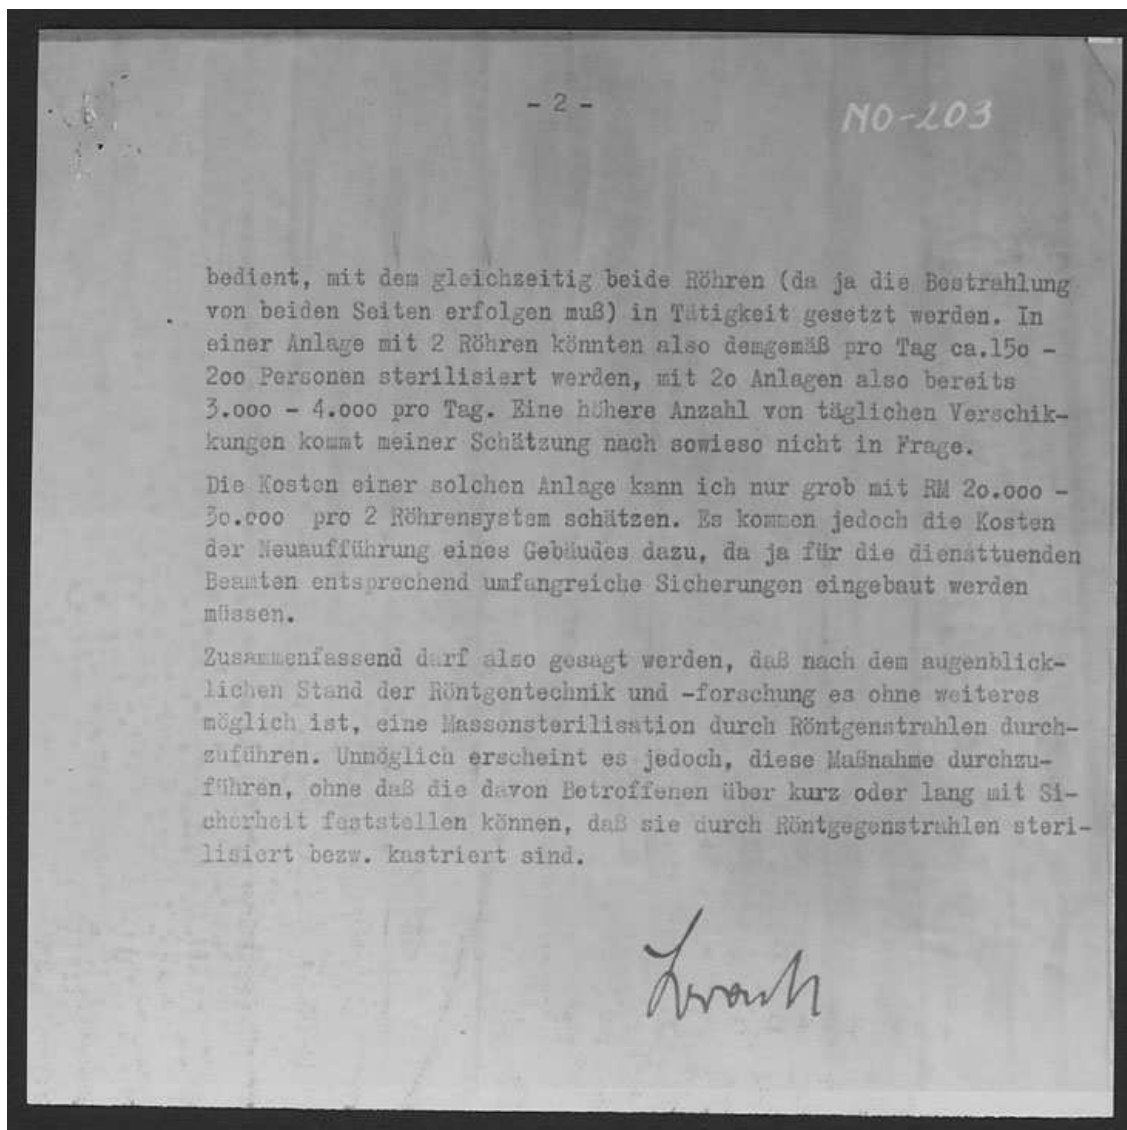 - 2 -
NO-203
bedient, mit dem gleichzeitig beide Röhren (da ja die Bestrahlung
von beiden Seiten erfolgen muß) in Tätigkeit gesetzt werden. In
einer Anlage mit 2 Röhren könnten also demgemäß pro Tag ca.15o -
2oo Personen sterilisiert werden, mit 2o Anlagen also bereits
3.ooo - 4.ooo pro Tag. Eine höhere Anzahl von täglichen Verschik-
kungen kommt meiner Schätzung nach sowieso nicht in Frage.
Die Kosten einer solchen Anlage kann ich nur grob mit RM 2o.ooo -
3o.ooo pro 2 Röhrensystem schätzen. Es kommen jedoch die Kosten
der Neuaufführung eines Gebäudes dazu, da ja für die diensttuenden
Beamten entsprechend umfangreiche Sicherungen eingebaut werden
müssen.
Zusammenfassend darf also gesagt werden, daß nach dem augenblick-
lichen Stand der Röntgentechnik und -forschung es ohne weiteres
möglich ist, eine Massensterilisation durch Röntgenstrahlen durch-
zuführen. Unmöglich erscheint es jedoch, diese Maßnahme durchzu-
führen, ohne daß die davon Betroffenen über kurz oder lang mit Si-
cherheit feststellen können, daß sie durch Röntgegenstrahlen steri-
lisiert bezw. kastriert sind.